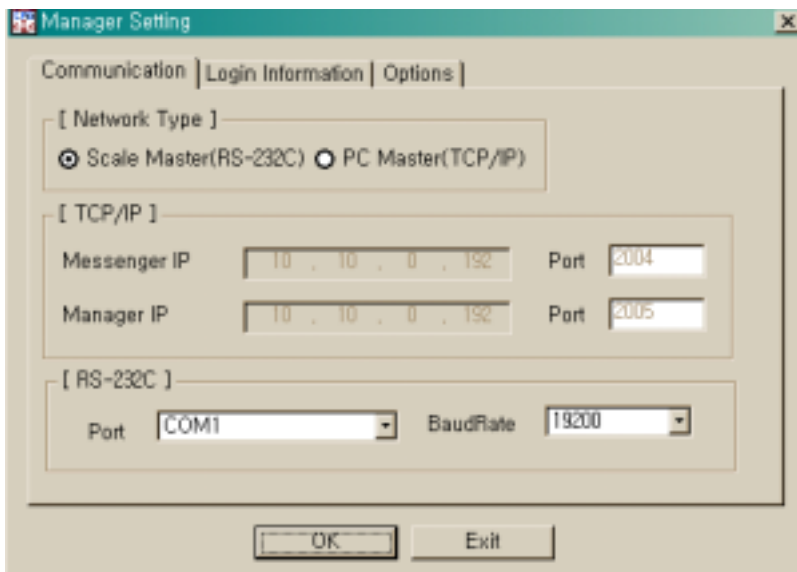 Manager Setting
Communication Login Information Options
[ Network Type ]
Scale Master(RS-232C) PC Master(TCP/IP)
[ TCP/IP ]
Messenger IP 10 . 10 . 0 . 192 Port 2004
Manager IP 10 . 10 . 0 . 192 Port 2005
[ RS-232C ]
Port COM1 BaudRate 19200
OK Exit